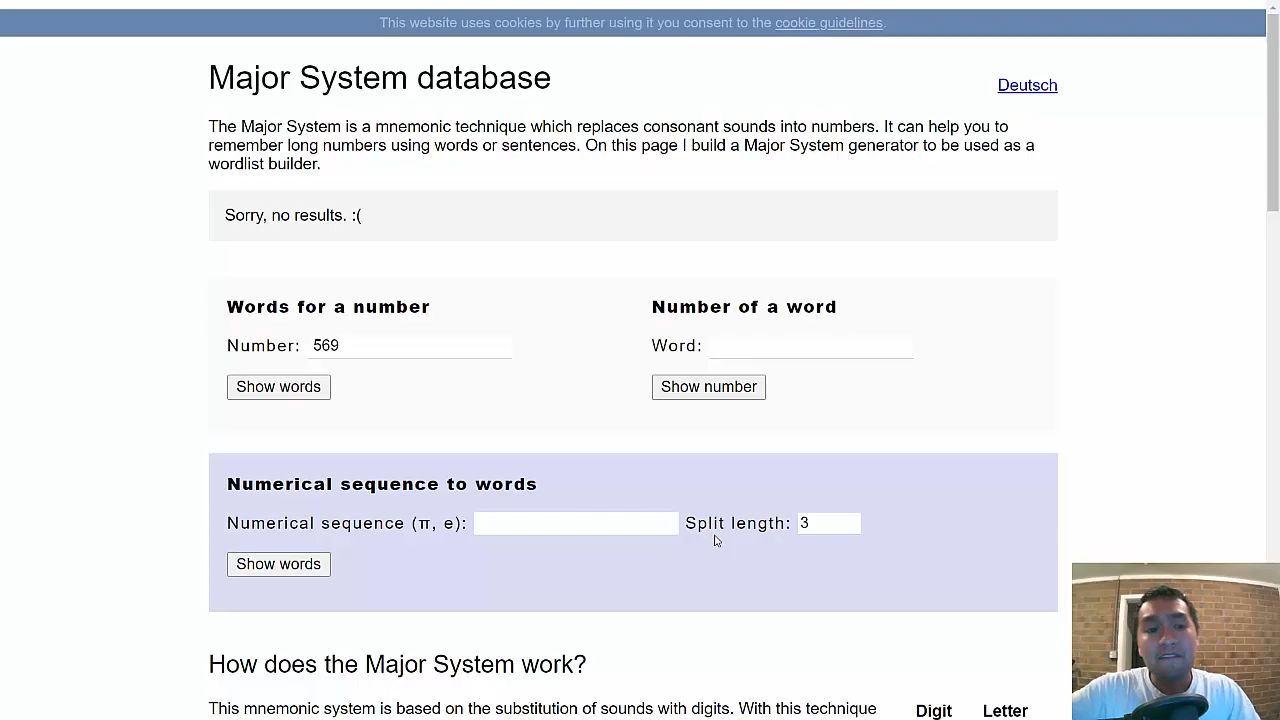 This website uses cookies by further using it you consent to the cookie guidelines.
Major System database
Deutsch
The Major System is a mnemonic technique which replaces consonant sounds into numbers. It can help you to
remember long numbers using words or sentences. On this page I build a Major System generator to be used as a
wordlist builder.
Sorry, no results. :(
Words for a number
Number: 569
Show words
Number of a word
Word:
Show number
Numerical sequence to words
Numerical sequence (π, e): Split length: 3
Show words
How does the Major System work?
This mnemonic system is based on the substitution of sounds with digits. With this technique
Digit Letter